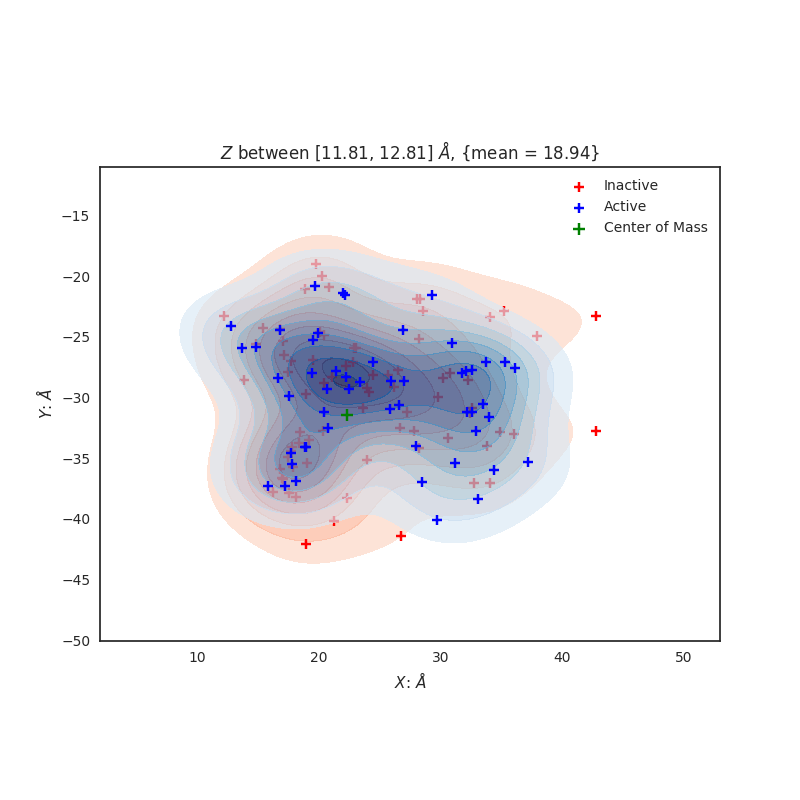 Z between [11.81, 12.81] Å, {mean = 18.94}
Inactive
Active
Center of Mass
−15
−20
−25
−30
−35
−40
−45
−50
Y: Å
10 20 30 40 50
X: Å